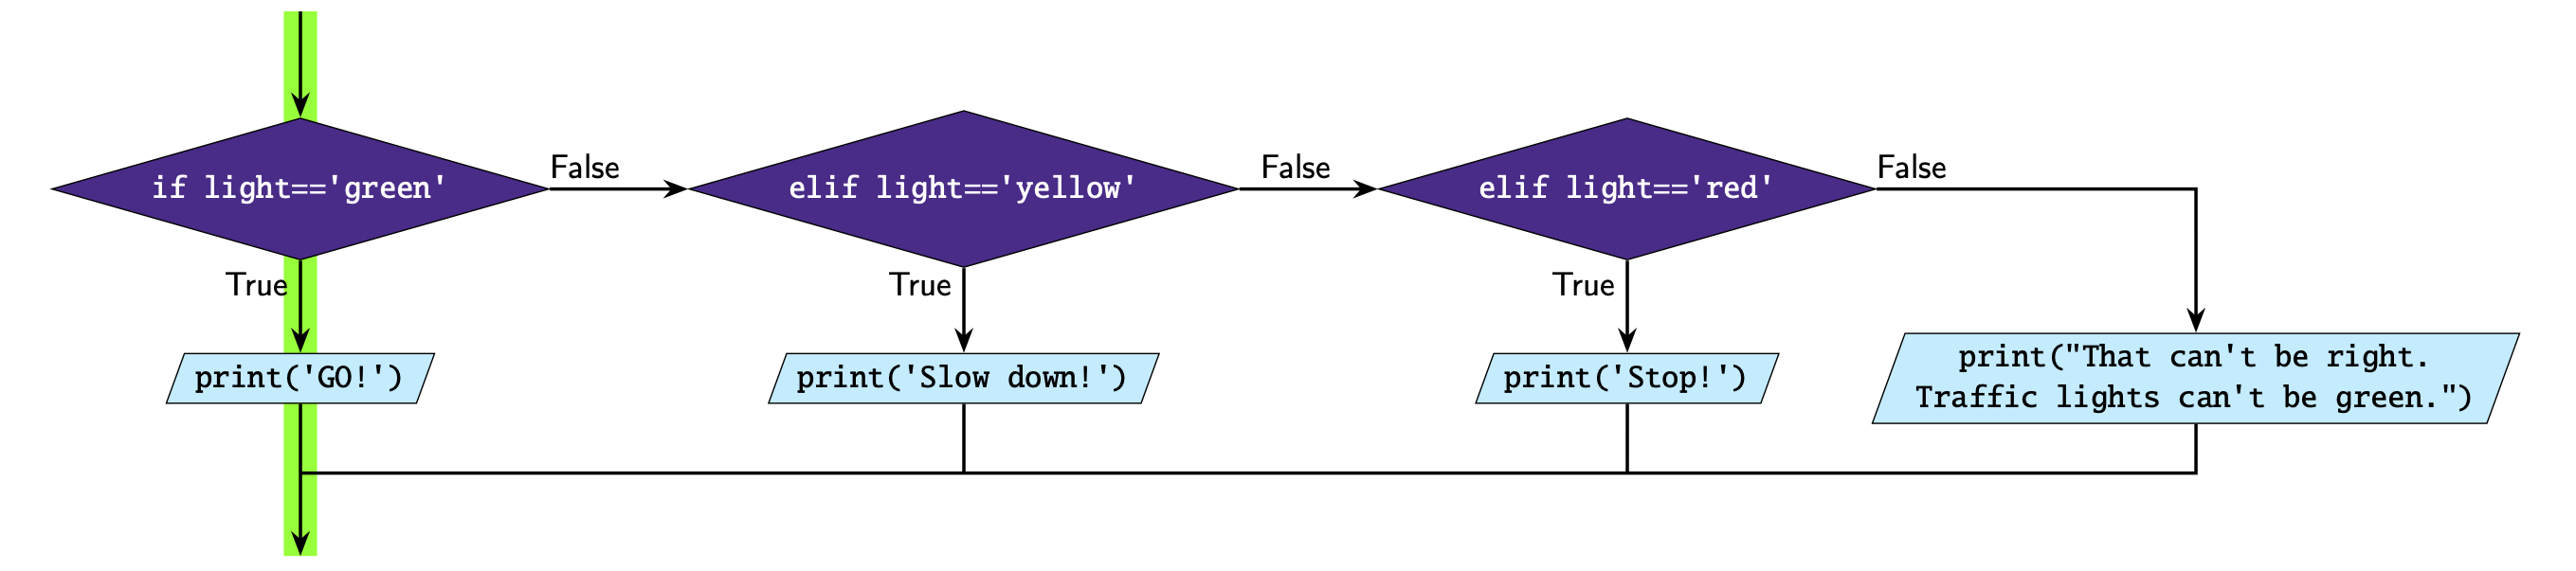 if light=='green'
False
elif light=='yellow'
False
elif light=='red'
False
True
True
True
print('GO!')
print('Slow down!')
print('Stop!')
print("That can't be right.
Traffic lights can't be green.")